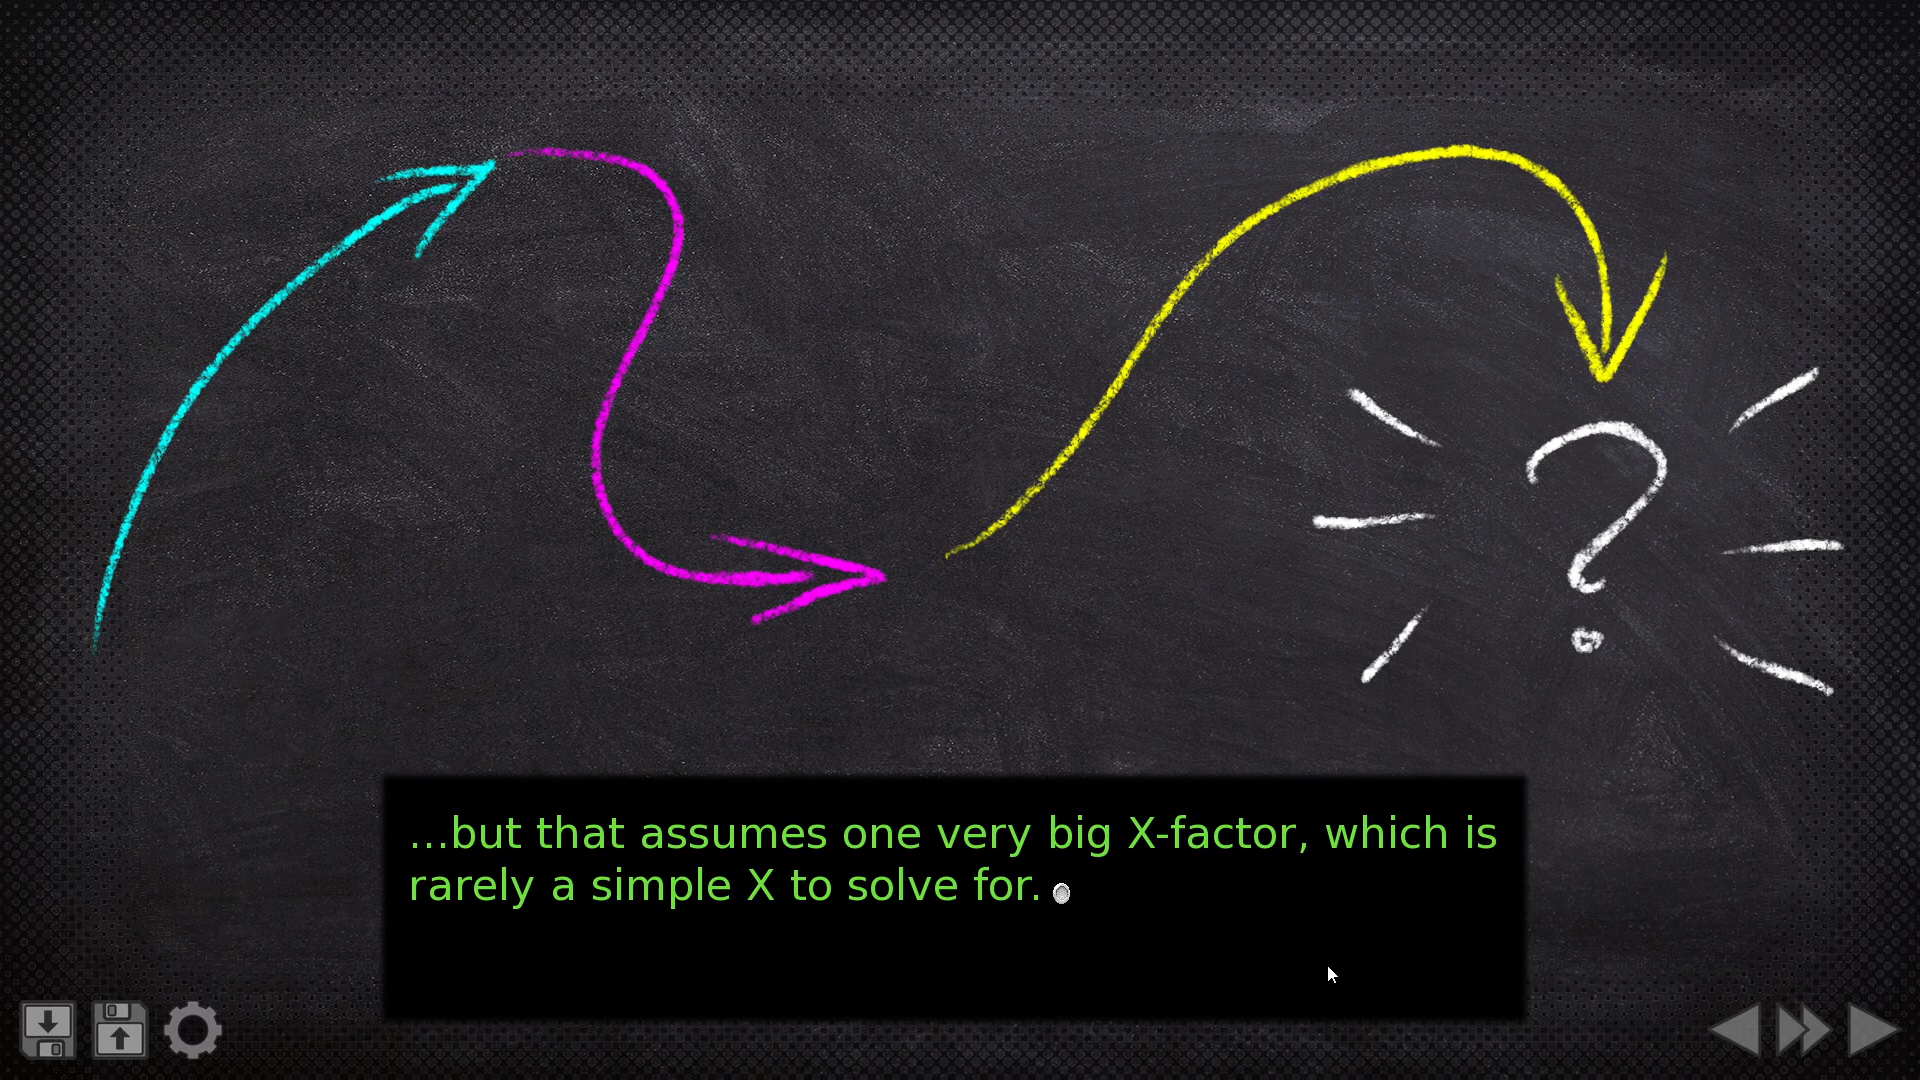 ?
...but that assumes one very big X-factor, which is
rarely a simple X to solve for.